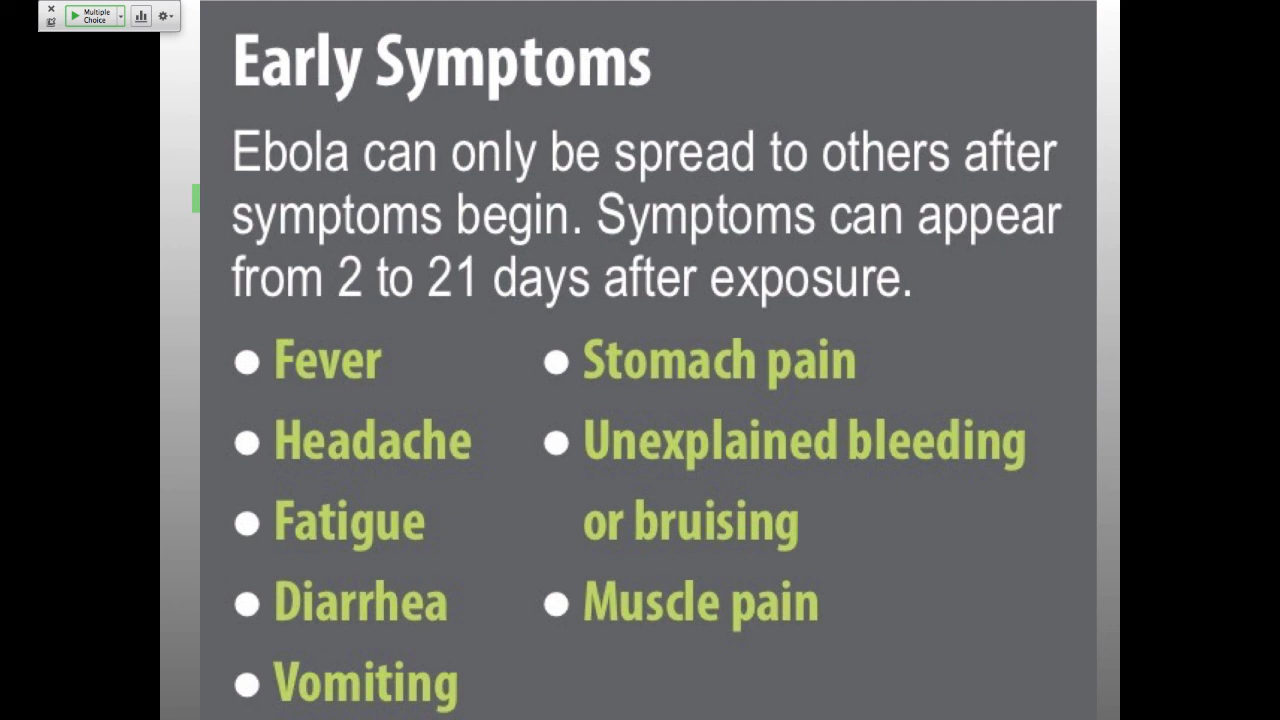 Multiple
Choice
Early Symptoms
Ebola can only be spread to others after
symptoms begin. Symptoms can appear
from 2 to 21 days after exposure.
• Fever
• Headache
• Fatigue
• Diarrhea
• Vomiting
• Stomach pain
• Unexplained bleeding
or bruising
• Muscle pain